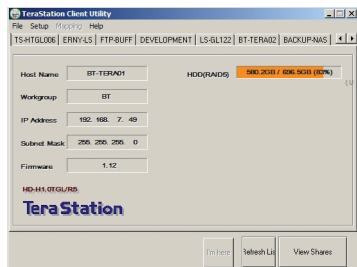 TeraStation Client Utility
File Setup Mapping Help
TS-HTGL006 ERNY-LS FTP-BUFF DEVELOPMENT LS-GL122 BT-TERA02 BACKUP-NAS
Host Name BT-TERA01 HDD(RAID5) 580.2GB / 696.5GB (83%)
Workgroup BT
IP Address 192. 168. 7. 49
Subnet Mask 255. 255. 255. 0
Firmware 1.12
HD-H1.0TGL/R5
TeraStation
I'm here Refresh Lis View Shares